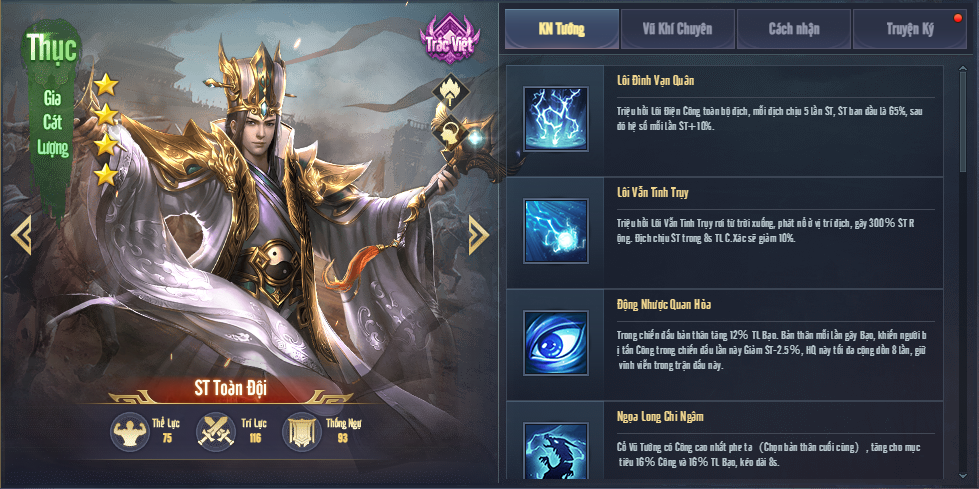 Thục
Gia
Cát
Lượng
Trác Việt
ST Toàn Đội
Thể Lực
75
Trí Lực
116
Thống Ngự
93
KN Tướng
Vũ Khí Chuyên
Cách nhận
Truyện Ký
Lôi Đình Vạn Quân
Triệu hồi Lôi Điện Công toàn bộ địch, mỗi địch chịu 5 lần ST, ST ban đầu là 65%, sau
đó hệ số mỗi lần ST+10%.
Lôi Vẫn Tinh Trụy
Triệu hồi Lôi Vẫn Tinh Trụy rơi từ trời xuống, phát nổ ở vị trí địch, gây 300% ST R
ộng. Địch chịu ST trong 8s TL C.Xác sẽ giảm 10%.
Động Nhược Quan Hỏa
Trong chiến đấu bản thân tăng 12% TL Bạo. Bản thân mỗi lần gây Bạo, khiến người b
ị tấn Công trong chiến đấu lần này Giảm ST-2.5%, HQ này tối đa cộng dồn 8 lần, giữ
vĩnh viễn trong trận đấu này.
Ngọa Long Chi Ngâm
Cổ Vũ Tướng có Công cao nhất phe ta (Chọn bản thân cuối cùng) , tăng cho mục
tiêu 16% Công và 16% TL Bạo, kéo dài 8s.